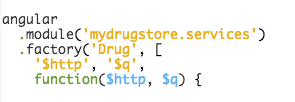 angular
.module('mydrugstore.services')
.factory('Drug', [
'$http', '$q',
function($http, $q) {